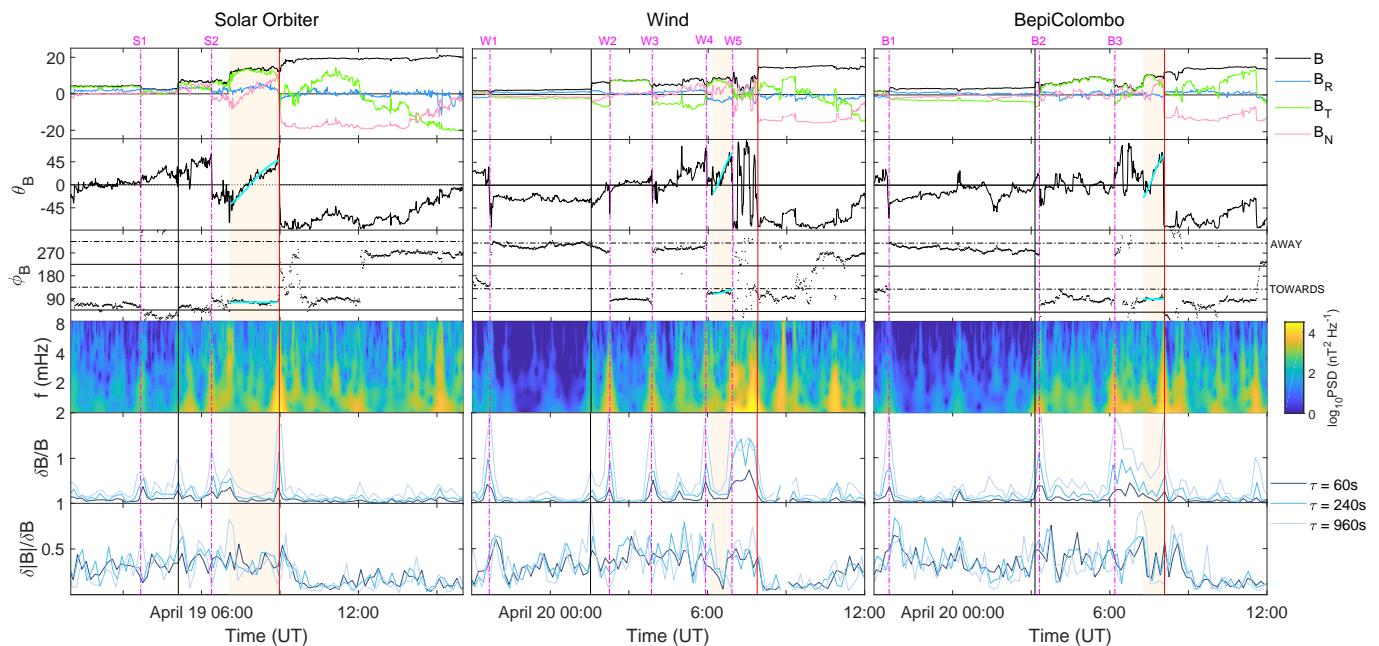 Solar Orbiter
Wind
BepiColombo
S1
S2
W1
W2
W3
W4
W5
B1
B2
B3
20
0
-20
B
B_R
B_T
B_N
θ_B
45
0
-45
ϕ_B
270
180
90
AWAY
TOWARDS
f (mHz)
8
4
2
2
log₁₀PSD (nT² Hz⁻¹)
4
2
0
δB/B
1
1
δ|B|/δB
0.5
τ = 60s
τ = 240s
τ = 960s
April 19 06:00
12:00
April 20 00:00
6:00
12:00
April 20 00:00
6:00
12:00
Time (UT)
Time (UT)
Time (UT)